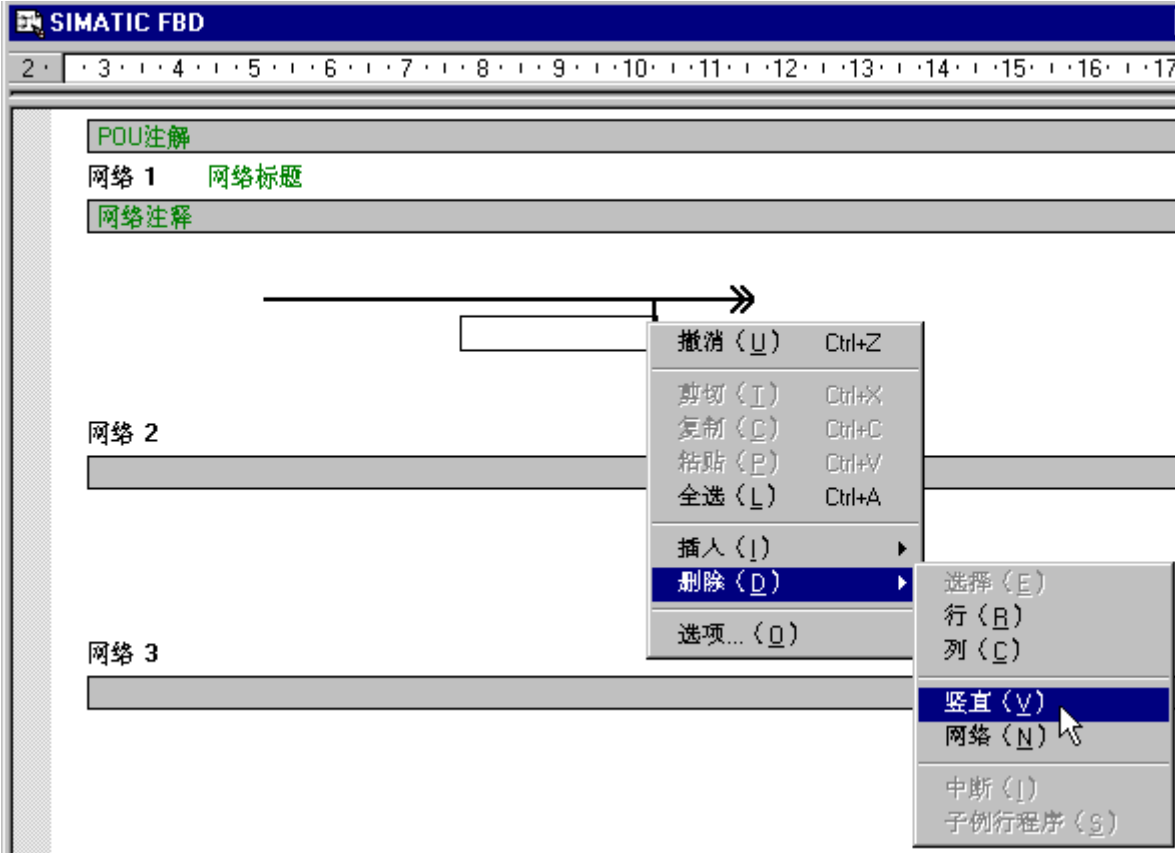 SIMATIC FBD
2 · · 3 · ı · 4 · ı · 5 · ı · 6 · ı · 7 · ı · 8 · ı · 9 · ı · 10 · ı · 11 · ı · 12 · ı · 13 · ı · 14 · ı · 15 · ı · 16 · ı · 17
POU注解
网络 1 网络标题
网络注释
撤消（U） Ctrl+Z
剪切（T） Ctrl+X
复制（C） Ctrl+C
粘贴（P） Ctrl+V
全选（L） Ctrl+A
插入（I）
删除（D）
选项...（O）
选择（E）
行（R）
列（C）
竖直（V）
网络（N）
中断（I）
子例行程序（S）
网络 2
网络 3